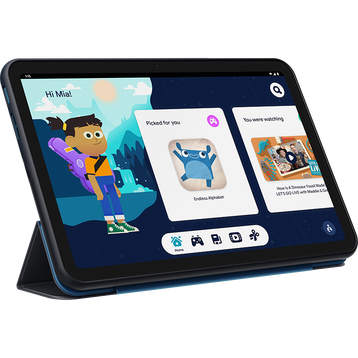 Hi Mia!
Picked for you
Endless Alphabet
You were watching
How Is A Dinosaur Fossil Made
LET'S GO LIVE with Maddie &
Home